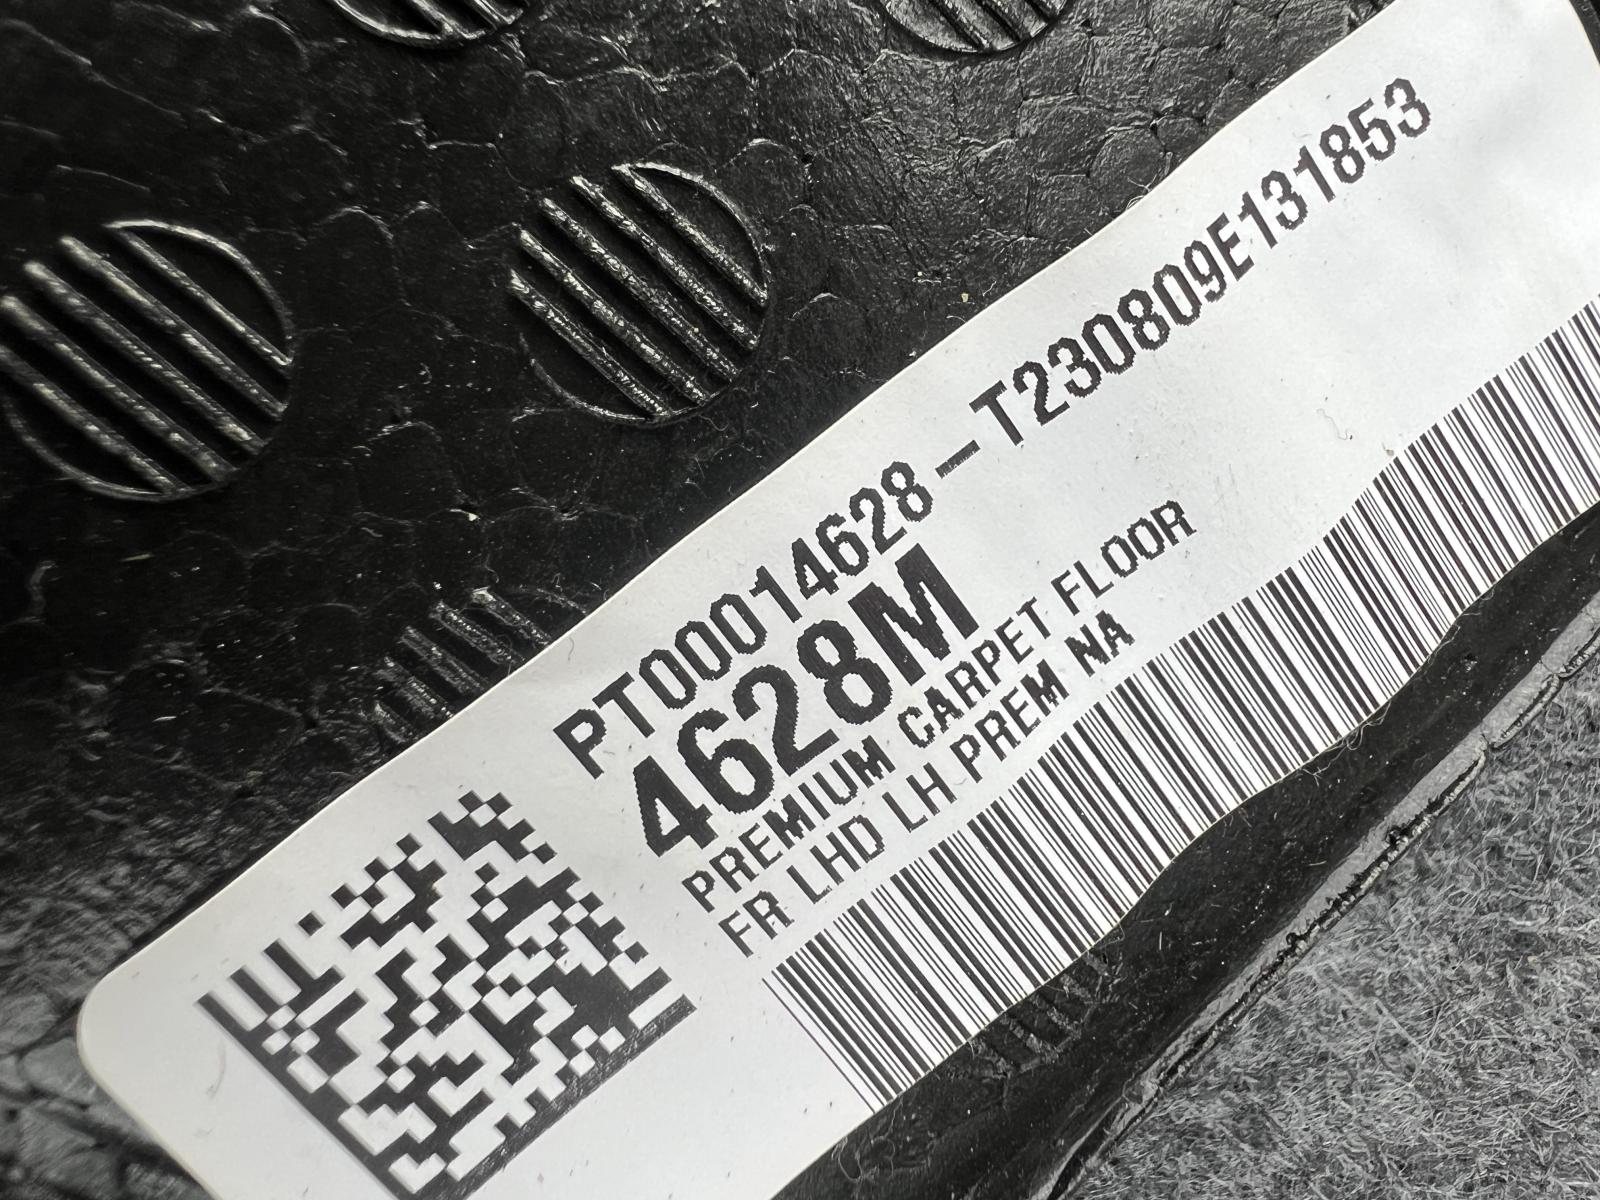 PT00014628-T230809E131853
4628M
PREMIUM CARPET FLOOR
FR LHD LH PREM NA